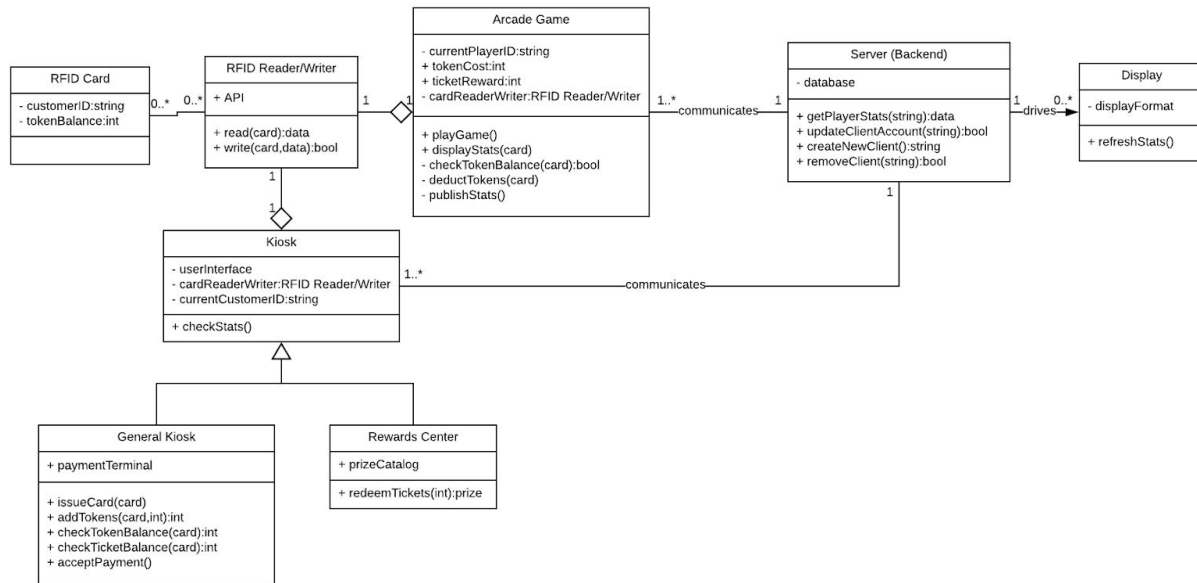 RFID Card
- customerID:string
- tokenBalance:int
0..*
0..*
RFID Reader/Writer
+ API
+ read(card):data
+ write(card,data):bool
1
1
1
1
Arcade Game
- currentPlayerID:string
+ tokenCost:int
+ ticketReward:int
- cardReaderWriter:RFID Reader/Writer
+ playGame()
+ displayStats(card)
- checkTokenBalance(card):bool
- deductTokens(card)
- publishStats()
1..*
communicates
1
Server (Backend)
- database
+ getPlayerStats(string):data
+ updateClientAccount(string):bool
+ createNewClient():string
+ removeClient(string):bool
1
drives
0..*
Display
- displayFormat
+ refreshStats()
1
Kiosk
- userInterface
- cardReaderWriter:RFID Reader/Writer
- currentCustomerID:string
+ checkStats()
1..*
communicates
General Kiosk
+ paymentTerminal
+ issueCard(card)
+ addTokens(card,int):int
+ checkTokenBalance(card):int
+ checkTicketBalance(card):int
+ acceptPayment()
Rewards Center
+ prizeCatalog
+ redeemTickets(int):prize